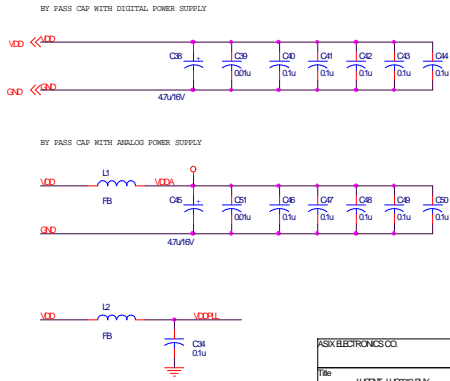 BY PASS CAP WITH DIGITAL POWER SUPPLY
VDD VDD
C38 + C39 C40 C41 C42 C43 C44
0.01u 0.1u 0.1u 0.1u 0.1u 0.1u
GND GND
4.7u/16V
BY PASS CAP WITH ANALOG POWER SUPPLY
L1
VDD VDDA
FB
C45 + C51 C46 C47 C48 C49 C50
0.01u 0.1u 0.1u 0.1u 0.1u 0.1u
GND
4.7u/16V
L2
VDD VDDPLL
FB
C34
0.1u
ASIX ELECTRONICS CO.
Title